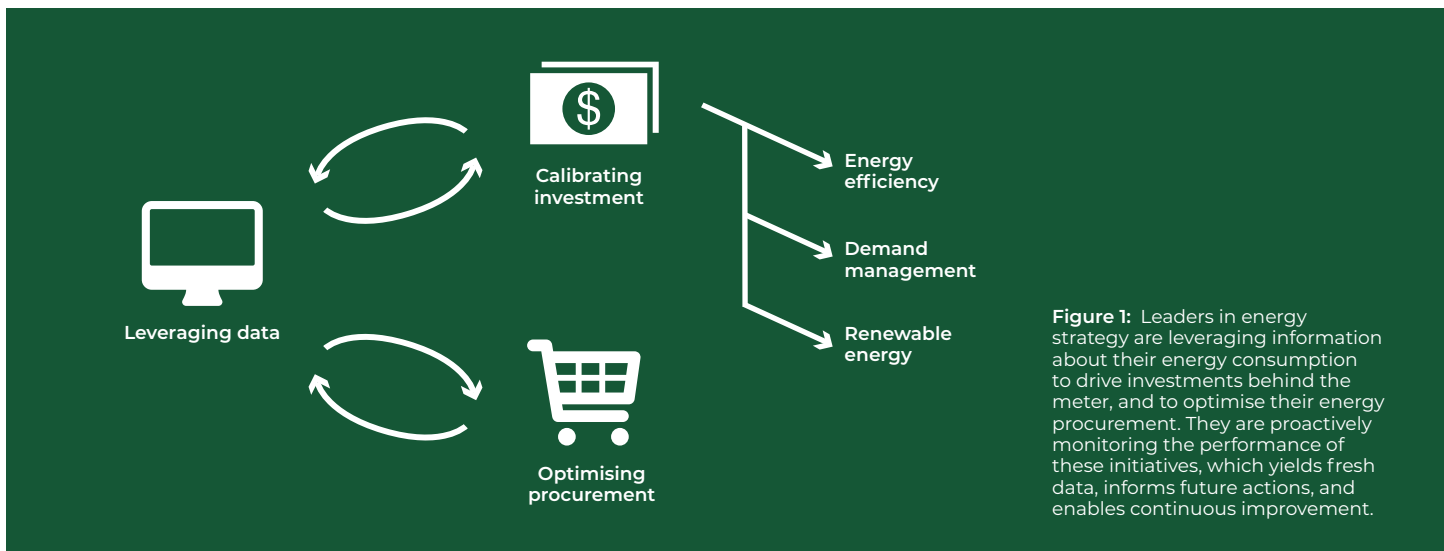 $
Calibrating
investment
Energy
efficiency
Demand
management
Renewable
energy
Leveraging data
Optimising
procurement
Figure 1: Leaders in energy
strategy are leveraging information
about their energy consumption
to drive investments behind the
meter, and to optimise their energy
procurement. They are proactively
monitoring the performance of
these initiatives, which yields fresh
data, informs future actions, and
enables continuous improvement.